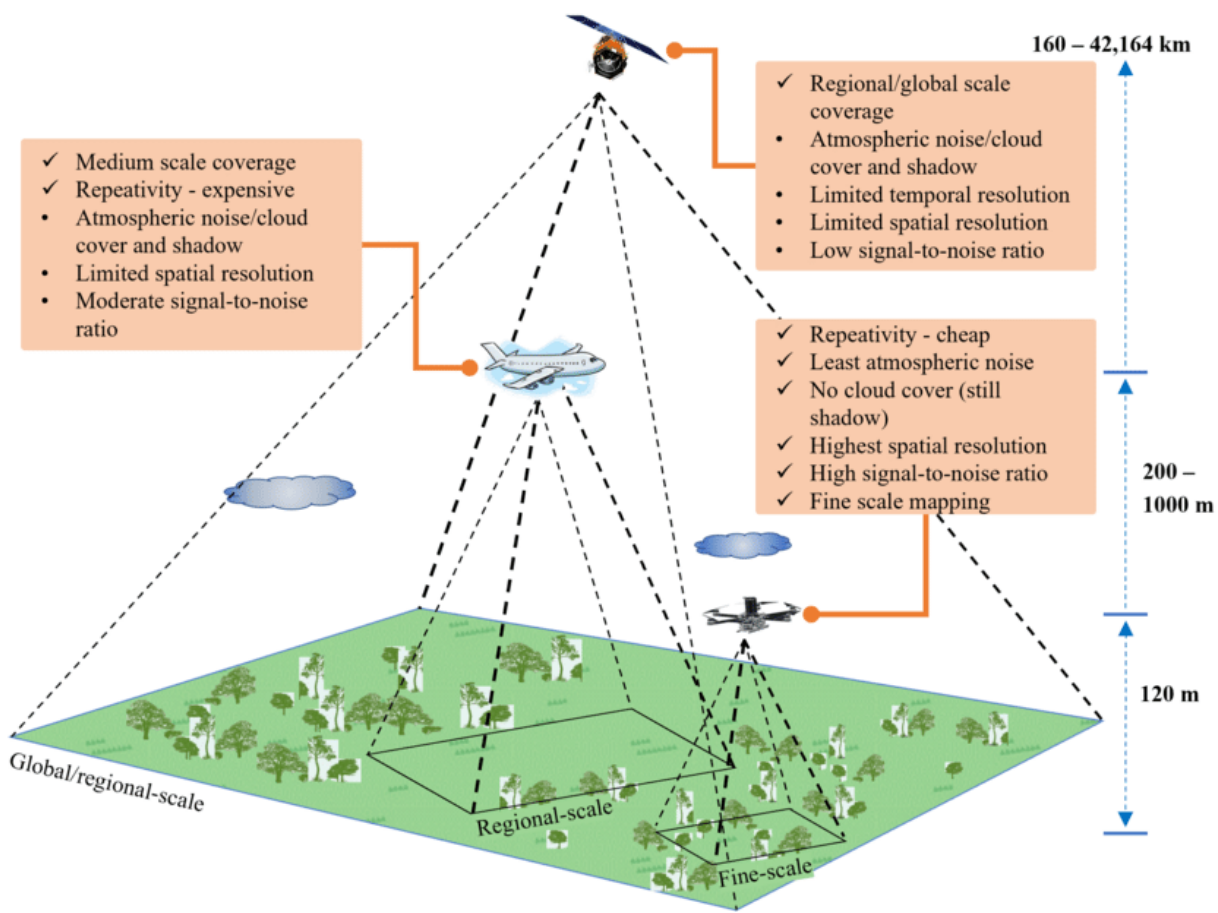 160 – 42,164 km
✓ Regional/global scale
coverage
• Atmospheric noise/cloud
cover and shadow
• Limited temporal resolution
• Limited spatial resolution
• Low signal-to-noise ratio
✓ Medium scale coverage
✓ Repeativity - expensive
• Atmospheric noise/cloud
cover and shadow
• Limited spatial resolution
• Moderate signal-to-noise
ratio
✓ Repeativity - cheap
✓ Least atmospheric noise
✓ No cloud cover (still
shadow)
✓ Highest spatial resolution
✓ High signal-to-noise ratio
✓ Fine scale mapping
200 –
1000 m
120 m
Global/regional-scale
Regional-scale
Fine-scale